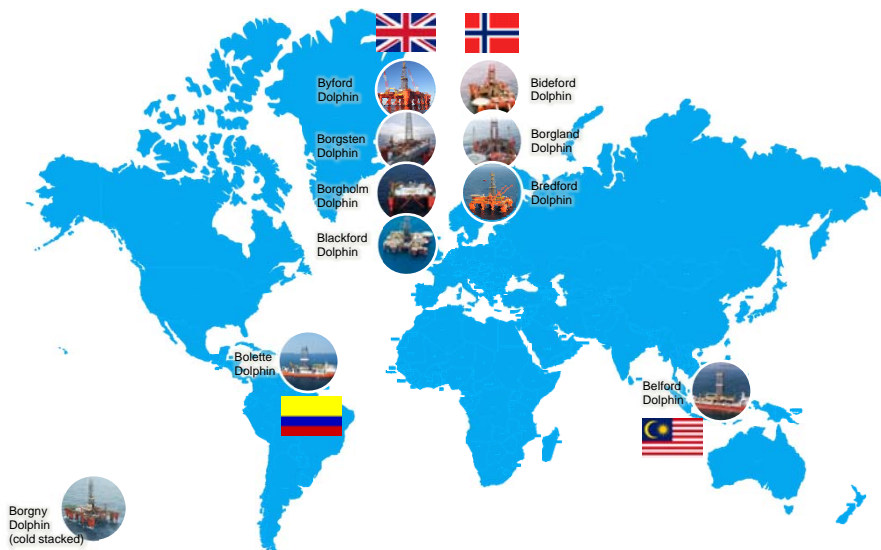 Byford
Dolphin
Bideford
Dolphin
Borgsten
Dolphin
Borgland
Dolphin
Borgholm
Dolphin
Bredford
Dolphin
Blackford
Dolphin
Bolette
Dolphin
Belford
Dolphin
Borgny
Dolphin
(cold stacked)